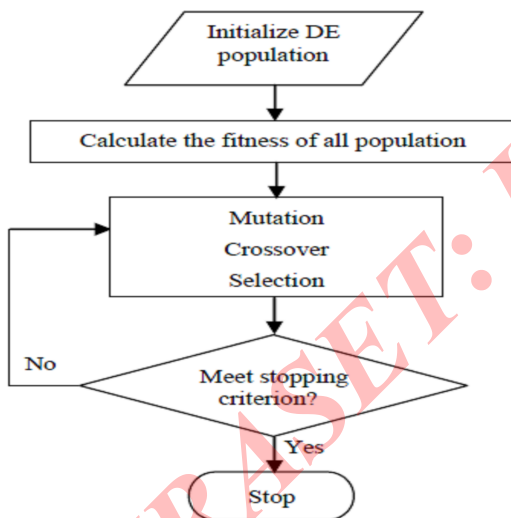 Initialize DE
population
Calculate the fitness of all population
Mutation
Crossover
Selection
No
Meet stopping
criterion?
Yes
Stop